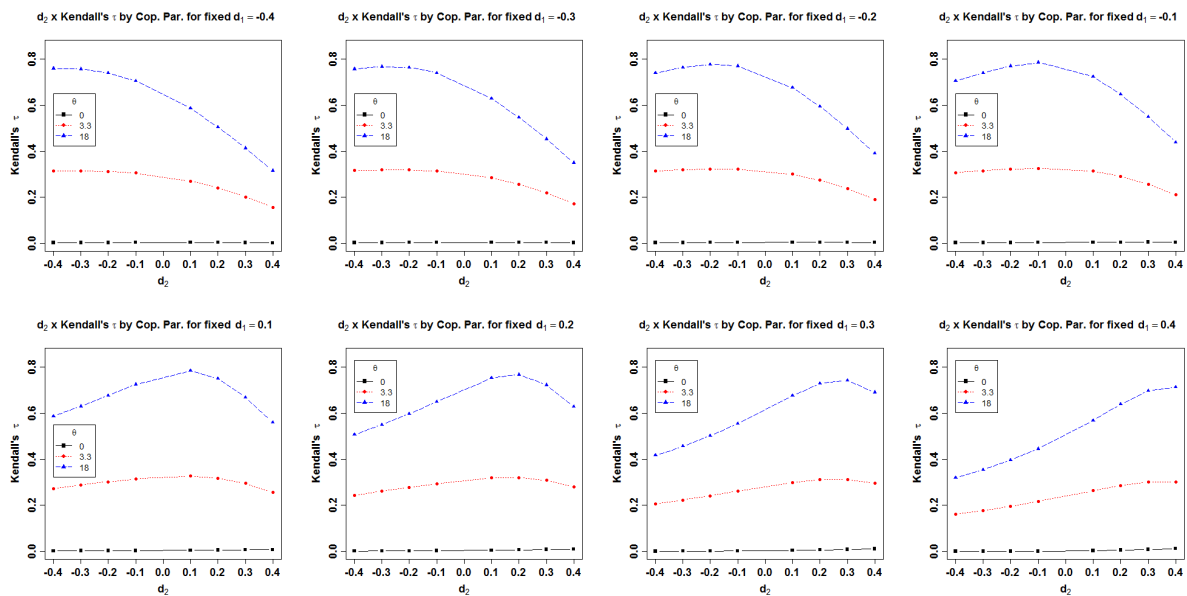 d₂ x Kendall's τ by Cop. Par. for fixed d₁ = -0.4
Kendall's τ
0.0 0.2 0.4 0.6 0.8
θ
0
3.3
18
-0.4 -0.3 -0.2 -0.1 0.0 0.1 0.2 0.3 0.4
d₂
d₂ x Kendall's τ by Cop. Par. for fixed d₁ = -0.3
Kendall's τ
0.0 0.2 0.4 0.6 0.8
θ
0
3.3
18
-0.4 -0.3 -0.2 -0.1 0.0 0.1 0.2 0.3 0.4
d₂
d₂ x Kendall's τ by Cop. Par. for fixed d₁ = -0.2
Kendall's τ
0.0 0.2 0.4 0.6 0.8
θ
0
3.3
18
-0.4 -0.3 -0.2 -0.1 0.0 0.1 0.2 0.3 0.4
d₂
d₂ x Kendall's τ by Cop. Par. for fixed d₁ = -0.1
Kendall's τ
0.0 0.2 0.4 0.6 0.8
θ
0
3.3
18
-0.4 -0.3 -0.2 -0.1 0.0 0.1 0.2 0.3 0.4
d₂
d₂ x Kendall's τ by Cop. Par. for fixed d₁ = 0.1
Kendall's τ
0.0 0.2 0.4 0.6 0.8
θ
0
3.3
18
-0.4 -0.3 -0.2 -0.1 0.0 0.1 0.2 0.3 0.4
d₂
d₂ x Kendall's τ by Cop. Par. for fixed d₁ = 0.2
Kendall's τ
0.0 0.2 0.4 0.6 0.8
θ
0
3.3
18
-0.4 -0.3 -0.2 -0.1 0.0 0.1 0.2 0.3 0.4
d₂
d₂ x Kendall's τ by Cop. Par. for fixed d₁ = 0.3
Kendall's τ
0.0 0.2 0.4 0.6 0.8
θ
0
3.3
18
-0.4 -0.3 -0.2 -0.1 0.0 0.1 0.2 0.3 0.4
d₂
d₂ x Kendall's τ by Cop. Par. for fixed d₁ = 0.4
Kendall's τ
0.0 0.2 0.4 0.6 0.8
θ
0
3.3
18
-0.4 -0.3 -0.2 -0.1 0.0 0.1 0.2 0.3 0.4
d₂